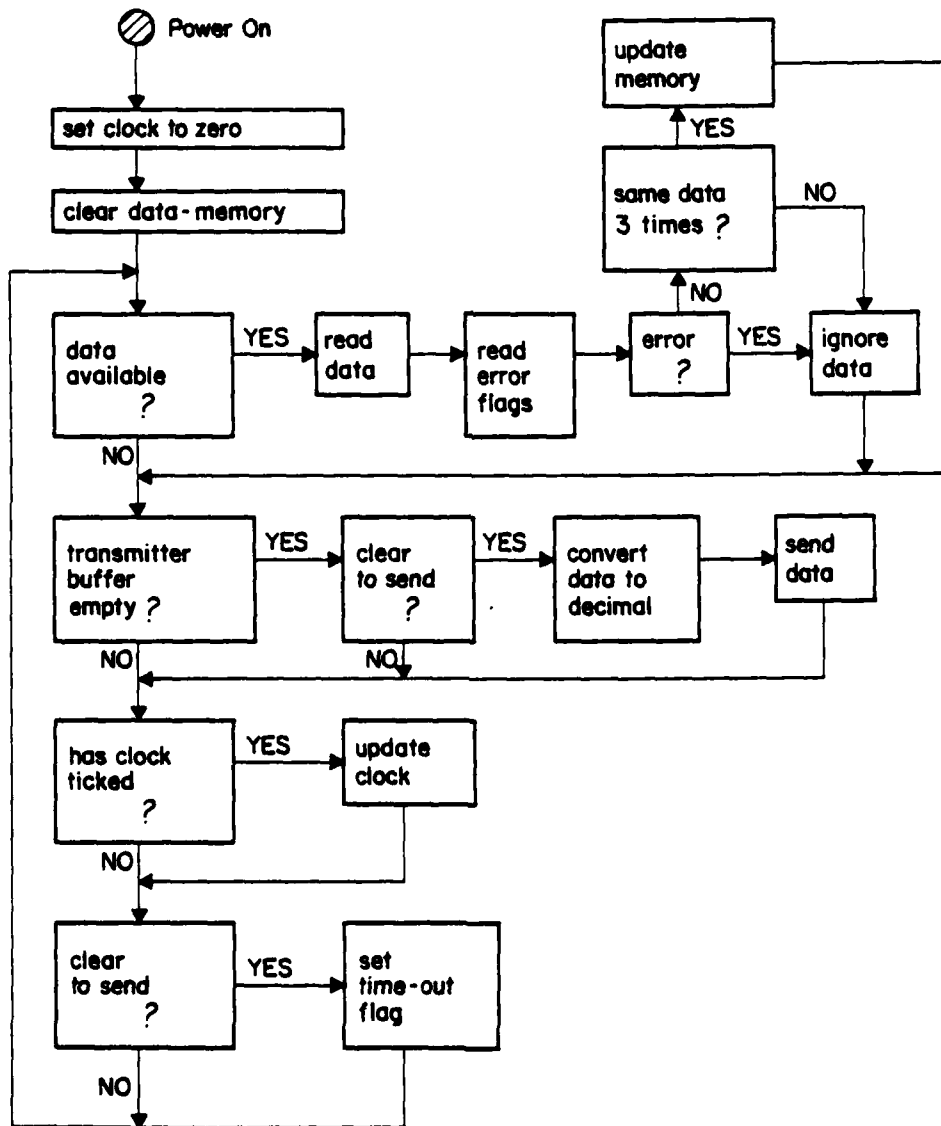 Power On
set clock to zero
clear data-memory
update
memory
YES
same data
3 times ?
NO
NO
data
available
?
YES
read
data
read
error
flags
error
?
YES
ignore
data
NO
transmitter
buffer
empty ?
YES
clear
to send
?
YES
convert
data to
decimal
send
data
NO
NO
has clock
ticked
?
YES
update
clock
NO
clear
to send
?
YES
set
time-out
flag
NO